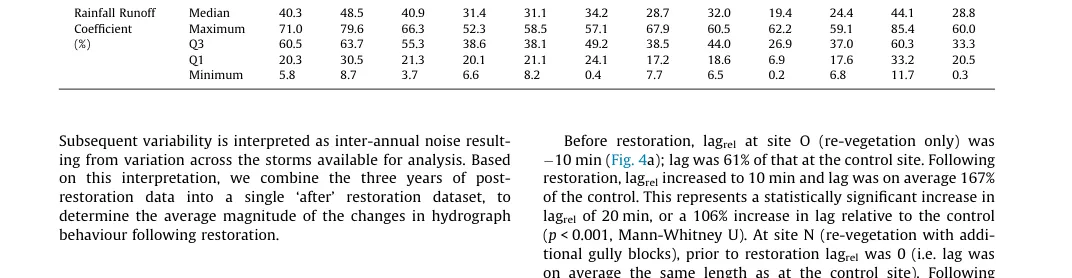 Rainfall Runoff Median 40.3 48.5 40.9 31.4 31.1 34.2 28.7 32.0 19.4 24.4 44.1 28.8
Coefficient Maximum 71.0 79.6 66.3 52.3 58.5 57.1 67.9 60.5 62.2 59.1 85.4 60.0
(%) Q3 60.5 63.7 55.3 38.6 38.1 49.2 38.5 44.0 26.9 37.0 60.3 33.3
Q1 20.3 30.5 21.3 20.1 21.1 24.1 17.2 18.6 6.9 17.6 33.2 20.5
Minimum 5.8 8.7 3.7 6.6 8.2 0.4 7.7 6.5 0.2 6.8 11.7 0.3
Subsequent variability is interpreted as inter-annual noise result-
ing from variation across the storms available for analysis. Based
on this interpretation, we combine the three years of post-
restoration data into a single ‘after’ restoration dataset, to
determine the average magnitude of the changes in hydrograph
behaviour following restoration.
Before restoration, lagrel at site O (re-vegetation only) was
−10 min (Fig. 4a); lag was 61% of that at the control site. Following
restoration, lagrel increased to 10 min and lag was on average 167%
of the control. This represents a statistically significant increase in
lagrel of 20 min, or a 106% increase in lag relative to the control
(p < 0.001, Mann-Whitney U). At site N (re-vegetation with addi-
tional gully blocks), prior to restoration lagrel was 0 (i.e. lag was
on average the same length as at the control site). Following